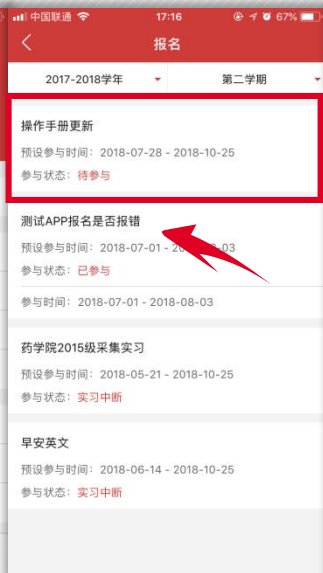 中国联通 17:16 67%
报名
2017-2018学年 第二学期
操作手册更新
预设参与时间：2018-07-28 - 2018-10-25
参与状态：待参与
测试APP报名是否报错
预设参与时间：2018-07-01 - 2018-08-03
参与状态：已参与
参与时间：2018-07-01 - 2018-08-03
药学院2015级采集实习
预设参与时间：2018-05-21 - 2018-10-25
参与状态：实习中断
早安英文
预设参与时间：2018-06-14 - 2018-10-25
参与状态：实习中断